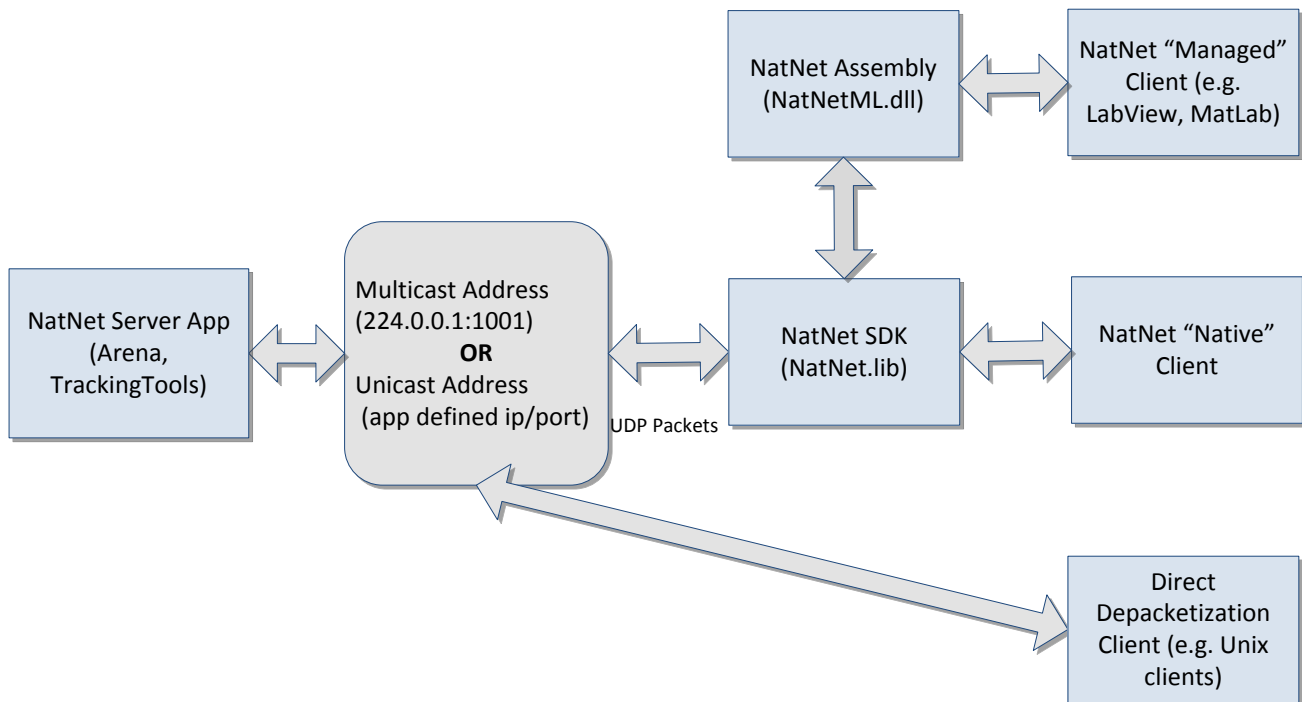 NatNet Assembly
(NatNetML.dll)
NatNet “Managed”
Client (e.g.
LabView, MatLab)
NatNet Server App
(Arena,
TrackingTools)
Multicast Address
(224.0.0.1:1001)
OR
Unicast Address
(app defined ip/port)
UDP Packets
NatNet SDK
(NatNet.lib)
NatNet “Native”
Client
Direct
Depacketization
Client (e.g. Unix
clients)